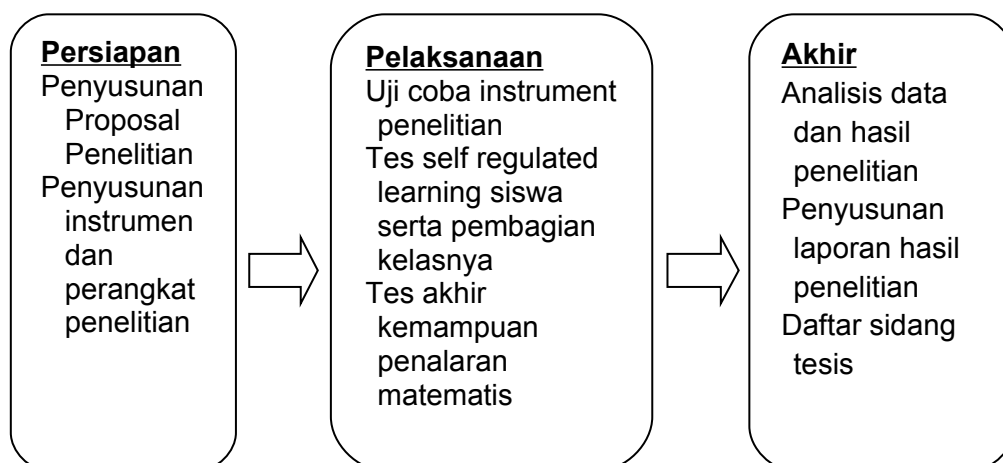 Persiapan
Penyusunan
Proposal
Penelitian
Penyusunan
instrumen
dan
perangkat
penelitian
Pelaksanaan
Uji coba instrument
penelitian
Tes self regulated
learning siswa
serta pembagian
kelasnya
Tes akhir
kemampuan
penalaran
matematis
Akhir
Analisis data
dan hasil
penelitian
Penyusunan
laporan hasil
penelitian
Daftar sidang
tesis